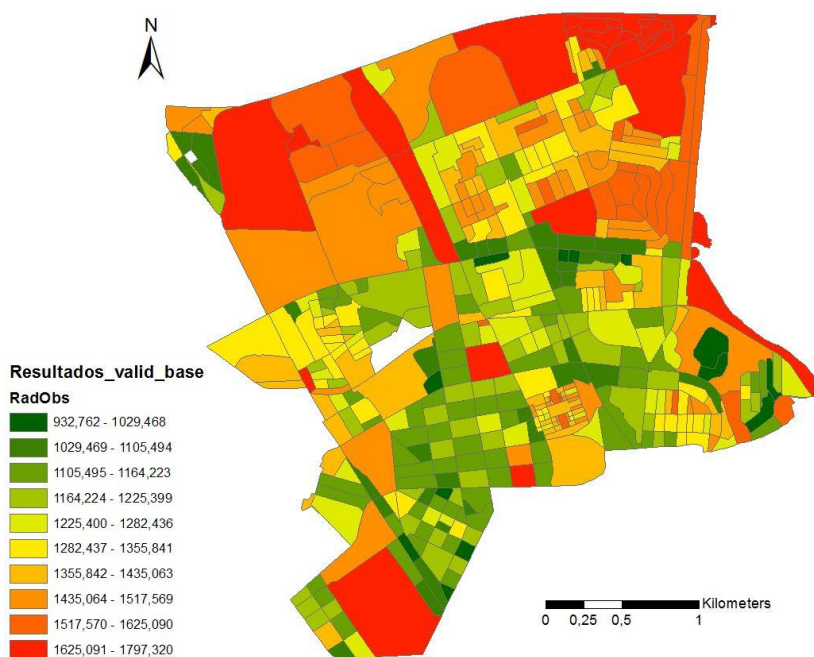 N
Resultados_valid_base
RadObs
932,762 - 1029,468
1029,469 - 1105,494
1105,495 - 1164,223
1164,224 - 1225,399
1225,400 - 1282,436
1282,437 - 1355,841
1355,842 - 1435,063
1435,064 - 1517,569
1517,570 - 1625,090
1625,091 - 1797,320
Kilometers
0 0,25 0,5 1